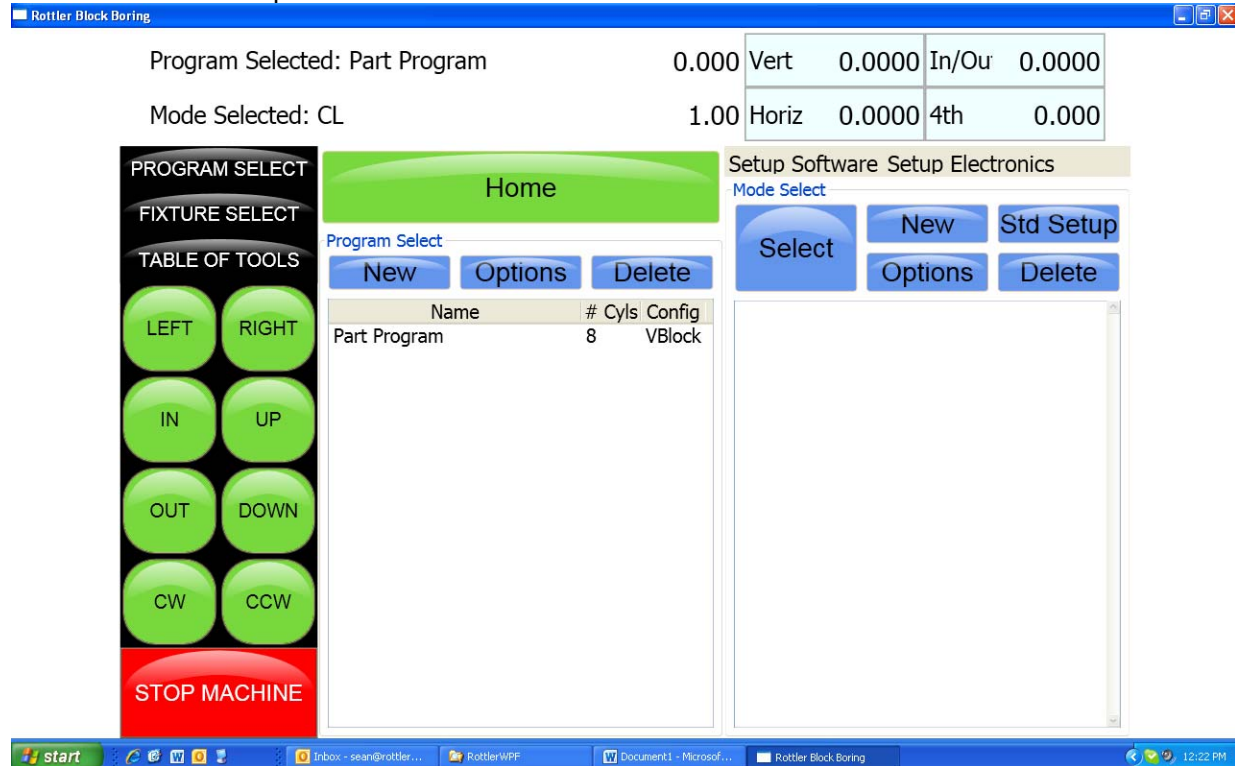 Rottler Block Boring
Program Selected: Part Program
0.000
Vert 0.0000
In/Ou 0.0000
Mode Selected: CL
1.00
Horiz 0.0000
4th 0.000
PROGRAM SELECT
FIXTURE SELECT
TABLE OF TOOLS
LEFT RIGHT
IN UP
OUT DOWN
CW CCW
STOP MACHINE
Home
Program Select
New Options Delete
Name # Cyls Config
Part Program 8 VBlock
Setup Software Setup Electronics
Mode Select
Select
New Std Setup
Options Delete
start
Inbox - sean@rottler...
RottlerWPF
Document1 - Microsof...
Rottler Block Boring
12:22 PM